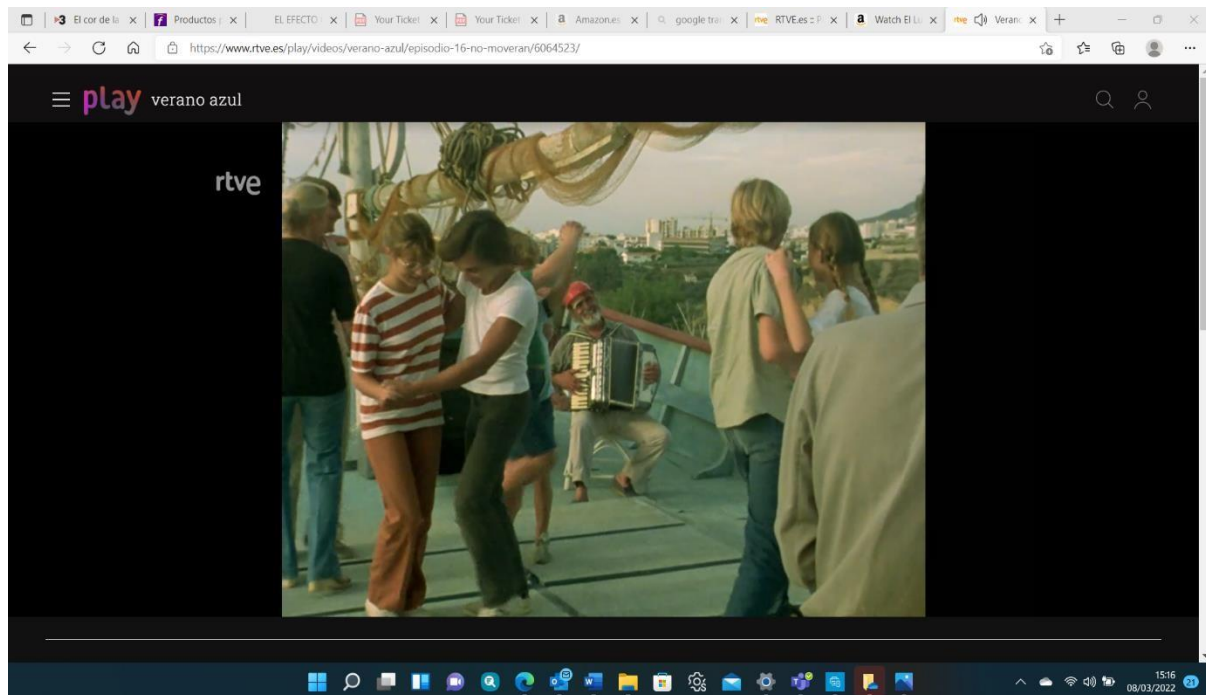 El cor de la
Productos
EL EFECTO
Your Ticket
Your Ticket
Amazon.es
google tra
RTVE.es
Watch El Lu
Veran
https://www.rtve.es/play/videos/verano-azul/episodio-16-no-moveran/6064523/
play verano azul
rtve
15:16
08/03/2022
21